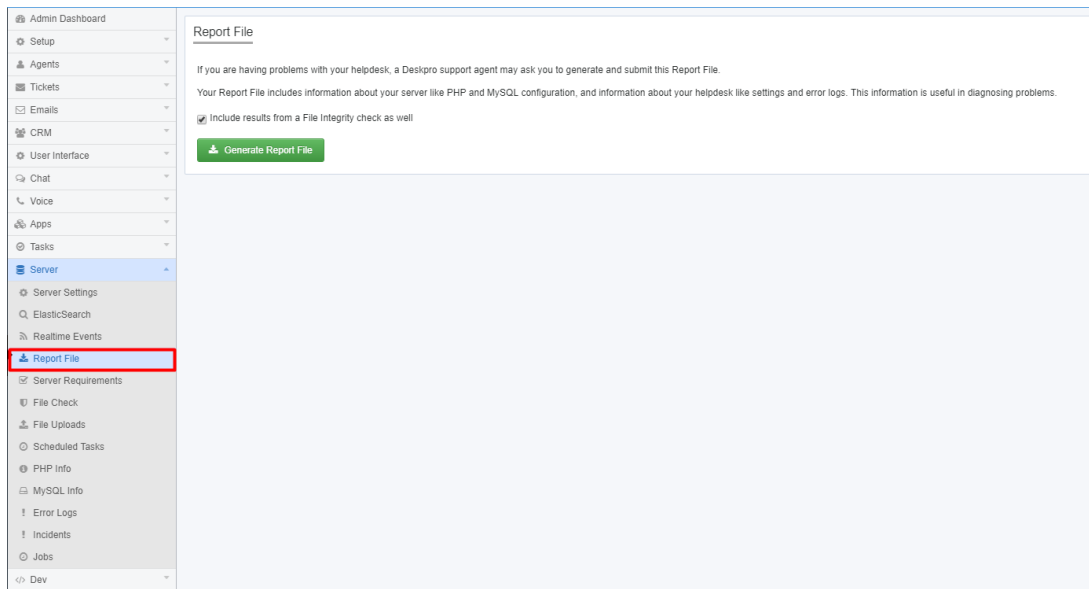 Admin Dashboard
Setup
Agents
Tickets
Emails
CRM
User Interface
Chat
Voice
Apps
Tasks
Server
Server Settings
ElasticSearch
Realtime Events
Report File
Server Requirements
File Check
File Uploads
Scheduled Tasks
PHP Info
MySQL Info
Error Logs
Incidents
Jobs
Dev
Report File
If you are having problems with your helpdesk, a Deskpro support agent may ask you to generate and submit this Report File.
Your Report File includes information about your server like PHP and MySQL configuration, and information about your helpdesk like settings and error logs. This information is useful in diagnosing problems.
Include results from a File Integrity check as well
Generate Report File